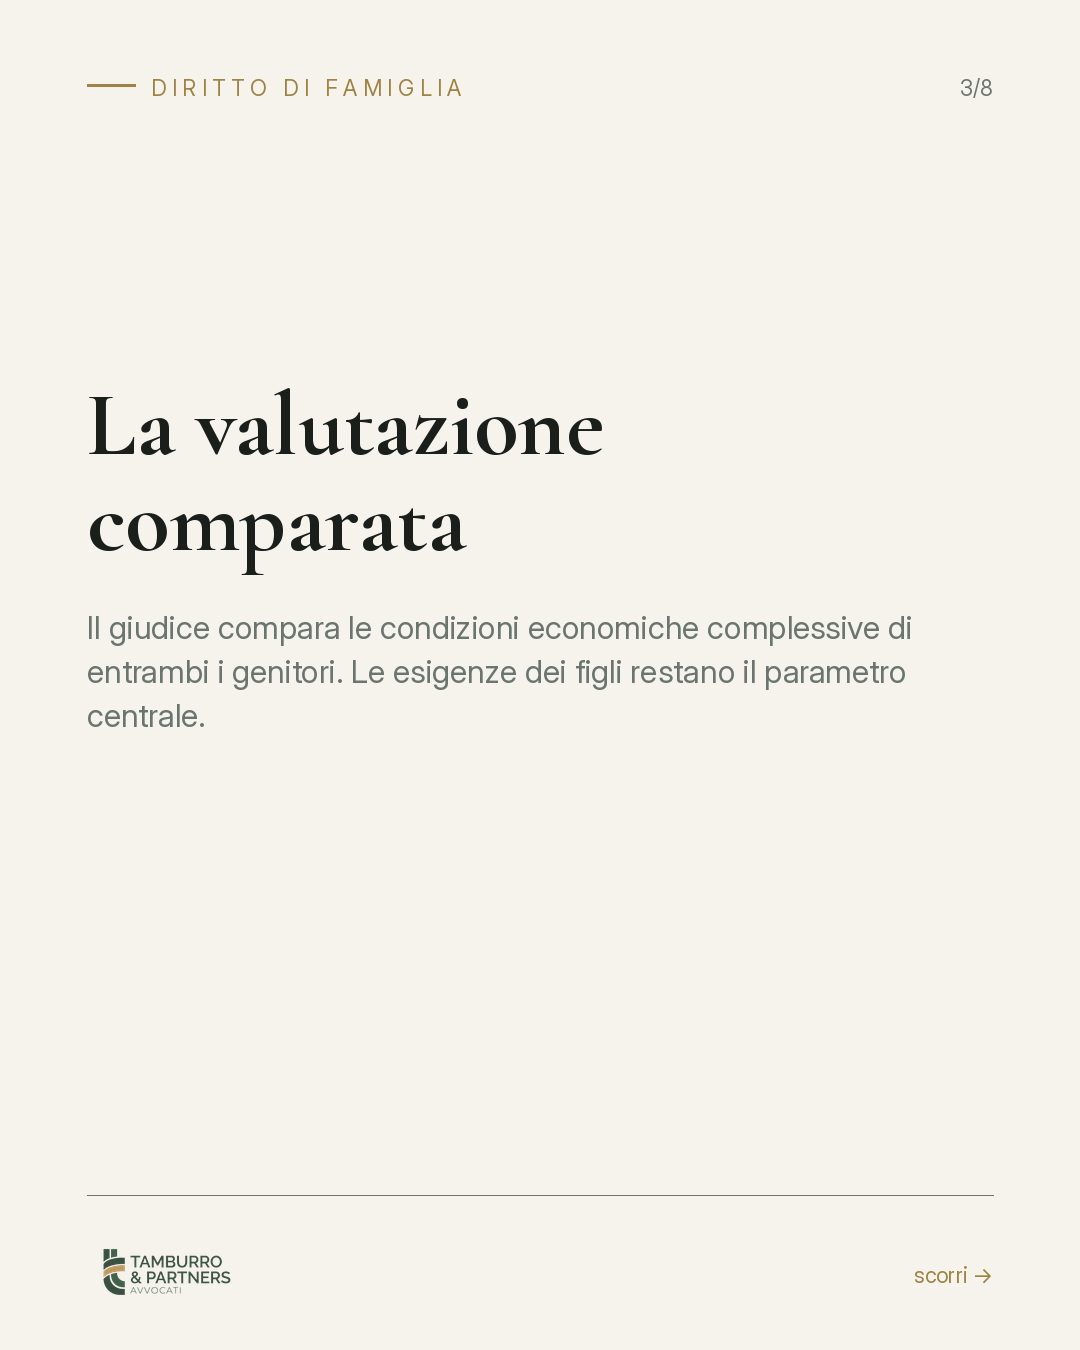 DIRITTO DI FAMIGLIA
3/8
La valutazione
comparata
Il giudice compara le condizioni economiche complessive di
entrambi i genitori. Le esigenze dei figli restano il parametro
centrale.
TAMBURRO
& PARTNERS
AVVOCATI
scorri →